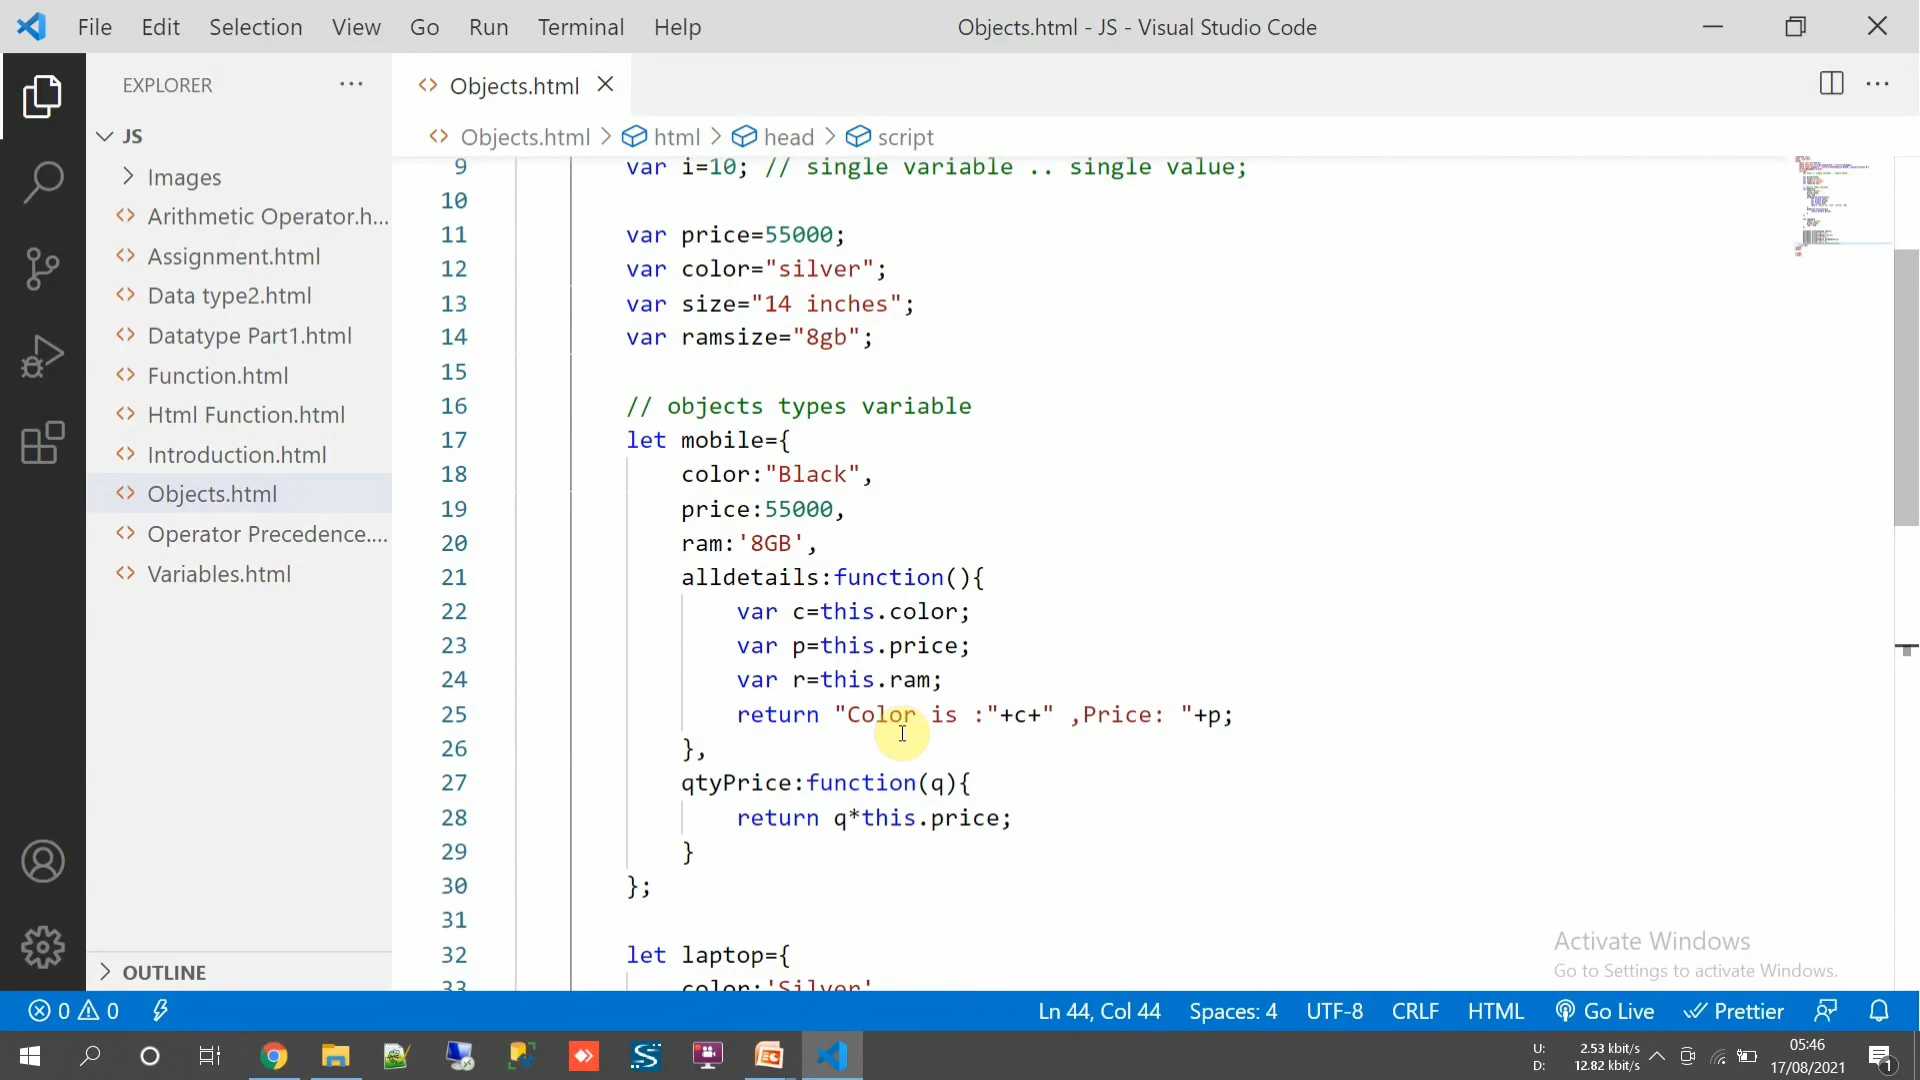 File Edit Selection View Go Run Terminal Help Objects.html - JS - Visual Studio Code
EXPLORER ···
Objects.html
JS
Objects.html > html > head > script
Images
Arithmetic Operator.h...
Assignment.html
Data type2.html
Datatype Part1.html
Function.html
Html Function.html
Introduction.html
Objects.html
Operator Precedence....
Variables.html
OUTLINE
9 var i=10; // single variable .. single value;
10
11 var price=55000;
12 var color="silver";
13 var size="14 inches";
14 var ramsize="8gb";
15
16 // objects types variable
17 let mobile={
18 color:"Black",
19 price:55000,
20 ram:'8GB',
21 alldetails:function(){
22 var c=this.color;
23 var p=this.price;
24 var r=this.ram;
25 return "Color is :"+c+" ,Price: "+p;
26 },
27 qtyPrice:function(q){
28 return q*this.price;
29 }
30 };
31
32 let laptop={
33 color:'Silver'
Activate Windows
Go to Settings to activate Windows.
0 0 Ln 44, Col 44 Spaces: 4 UTF-8 CRLF HTML Go Live Prettier
U: 2.53 kbit/s
D: 12.82 kbit/s
05:46
17/08/2021
1